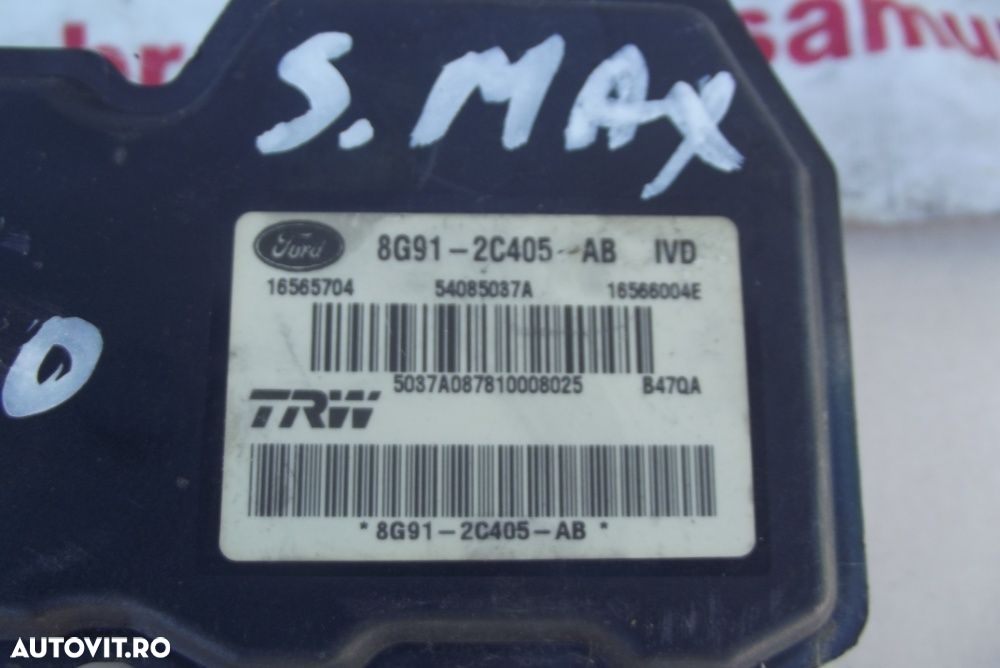 S.MAX
Ford 8G91-2C405-AB IVD
16565704 54085037A 16566004E
5037A087810008025 B47QA
TRW
*8G91-2C405-AB*
AUTOVIT.RO